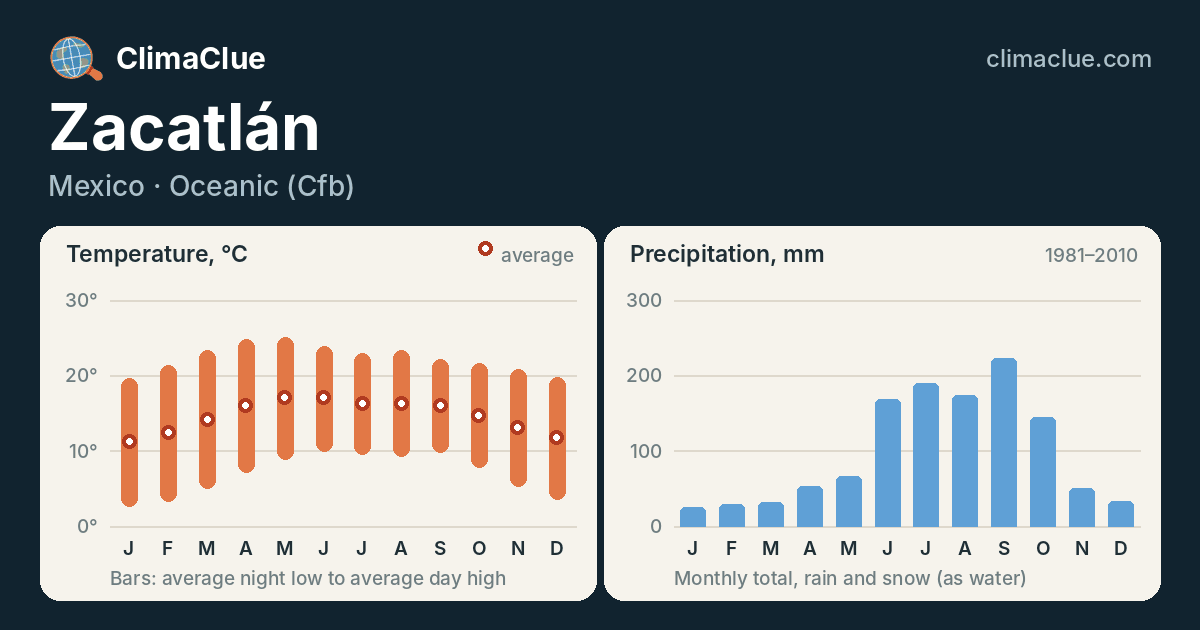 ClimaClue
climaclue.com
Zacatlán
Mexico · Oceanic (Cfb)
Temperature, °C
average
30°
20°
10°
0°
J F M A M J J A S O N D
Bars: average night low to average day high
Precipitation, mm
1981–2010
300
200
100
0
J F M A M J J A S O N D
Monthly total, rain and snow (as water)